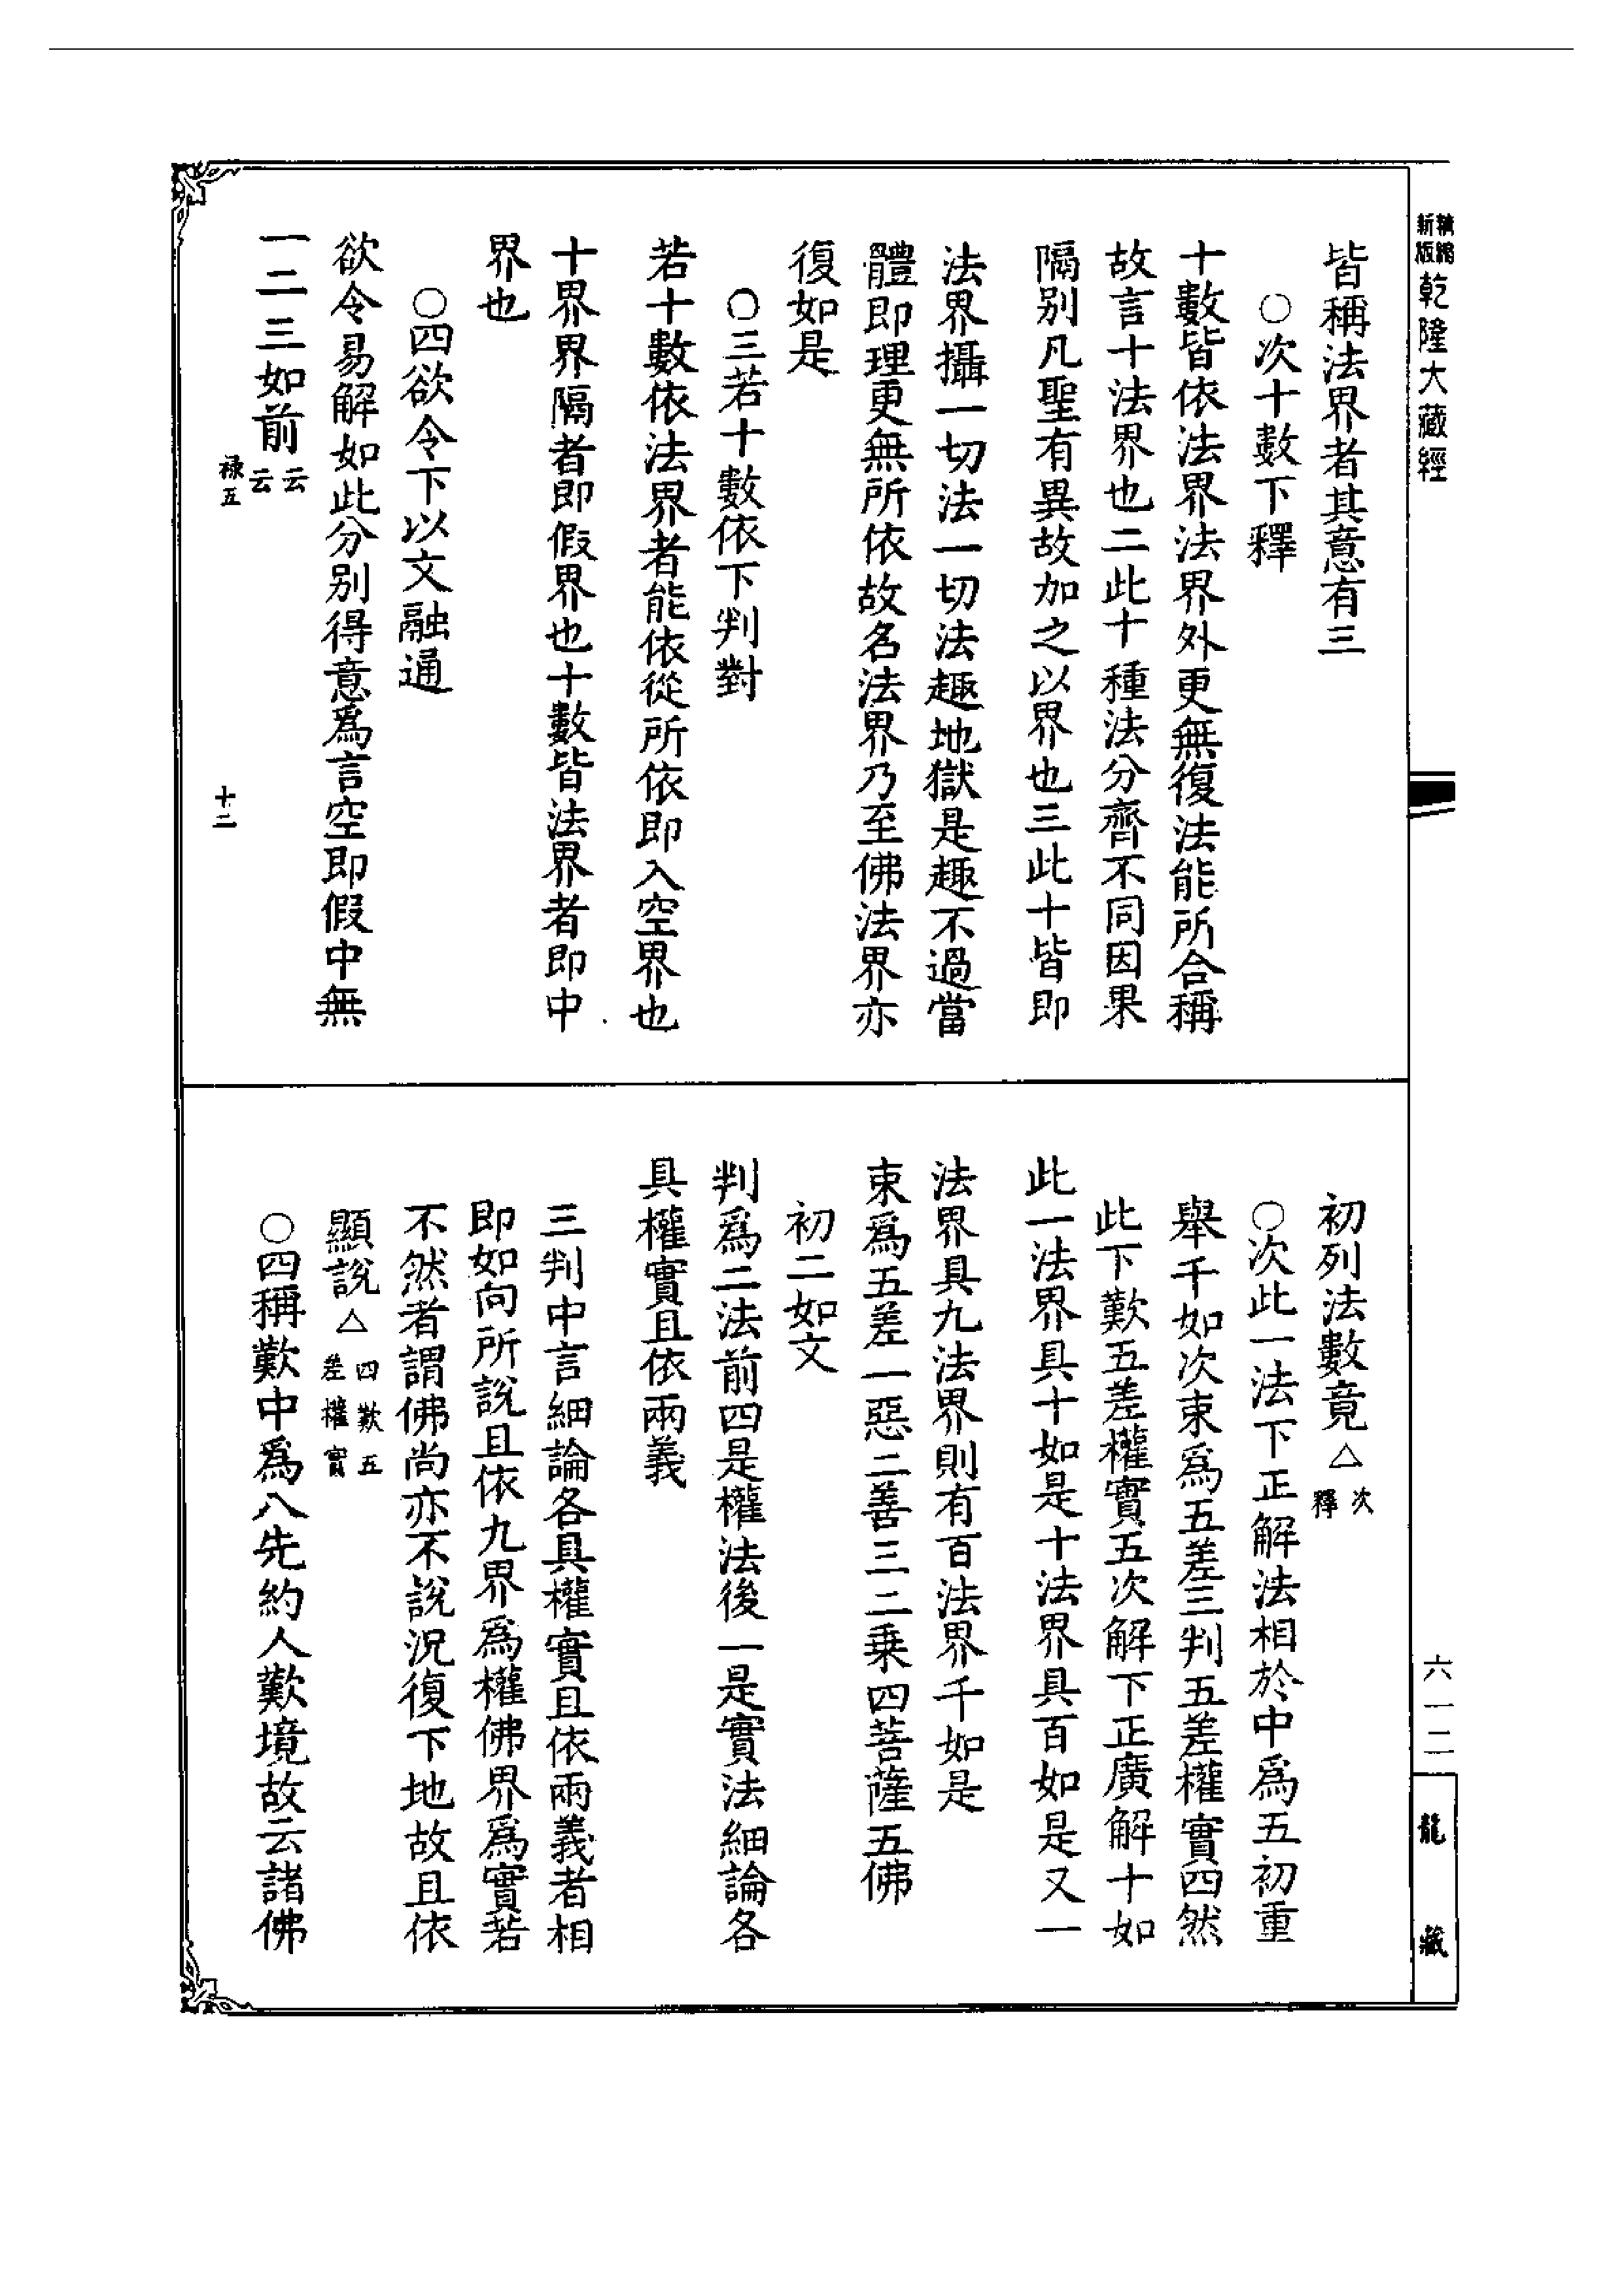 精縮
新版
乾隆大藏經
皆稱法界者其意有三
○次十數下釋
十數皆依法界法界外更無復法能所合稱
故言十法界也二此十種法分齊不同因果
隔別凡聖有異故加之以界也三此十皆即
法界攝一切法一切法趣地獄是趣不過當
體即理更無所依故名法界乃至佛法界亦
復如是
○三若十數依下判對
若十數依法界者能依從所依即入空界也
十界界隔者即假界也十數皆法界者即中
界也
○四欲令下以文融通
欲令易解如此分別得意爲言空即假中無
一二三如前云云
祿五
十二
初列法數竟△次釋
○次此一法下正解法相於中爲五初重
舉千如次束爲五差三判五差權實四然
此下歎五差權實五次解下正廣解十如
此一法界具十如是十法界具百如是又一
法界具九法界則有百法界千如是
束爲五差一惡二善三二乗四菩薩五佛
初二如文
判爲二法前四是權法後一是實法細論各
具權實且依兩義
三判中言細論各具權實且依兩義者相
即如向所說且依九界爲權佛界爲實若
不然者謂佛尚亦不說況復下地故且依
顯說△四歎五差權實
○四稱歎中爲八先約人歎境故云諸佛
六一二
龍藏